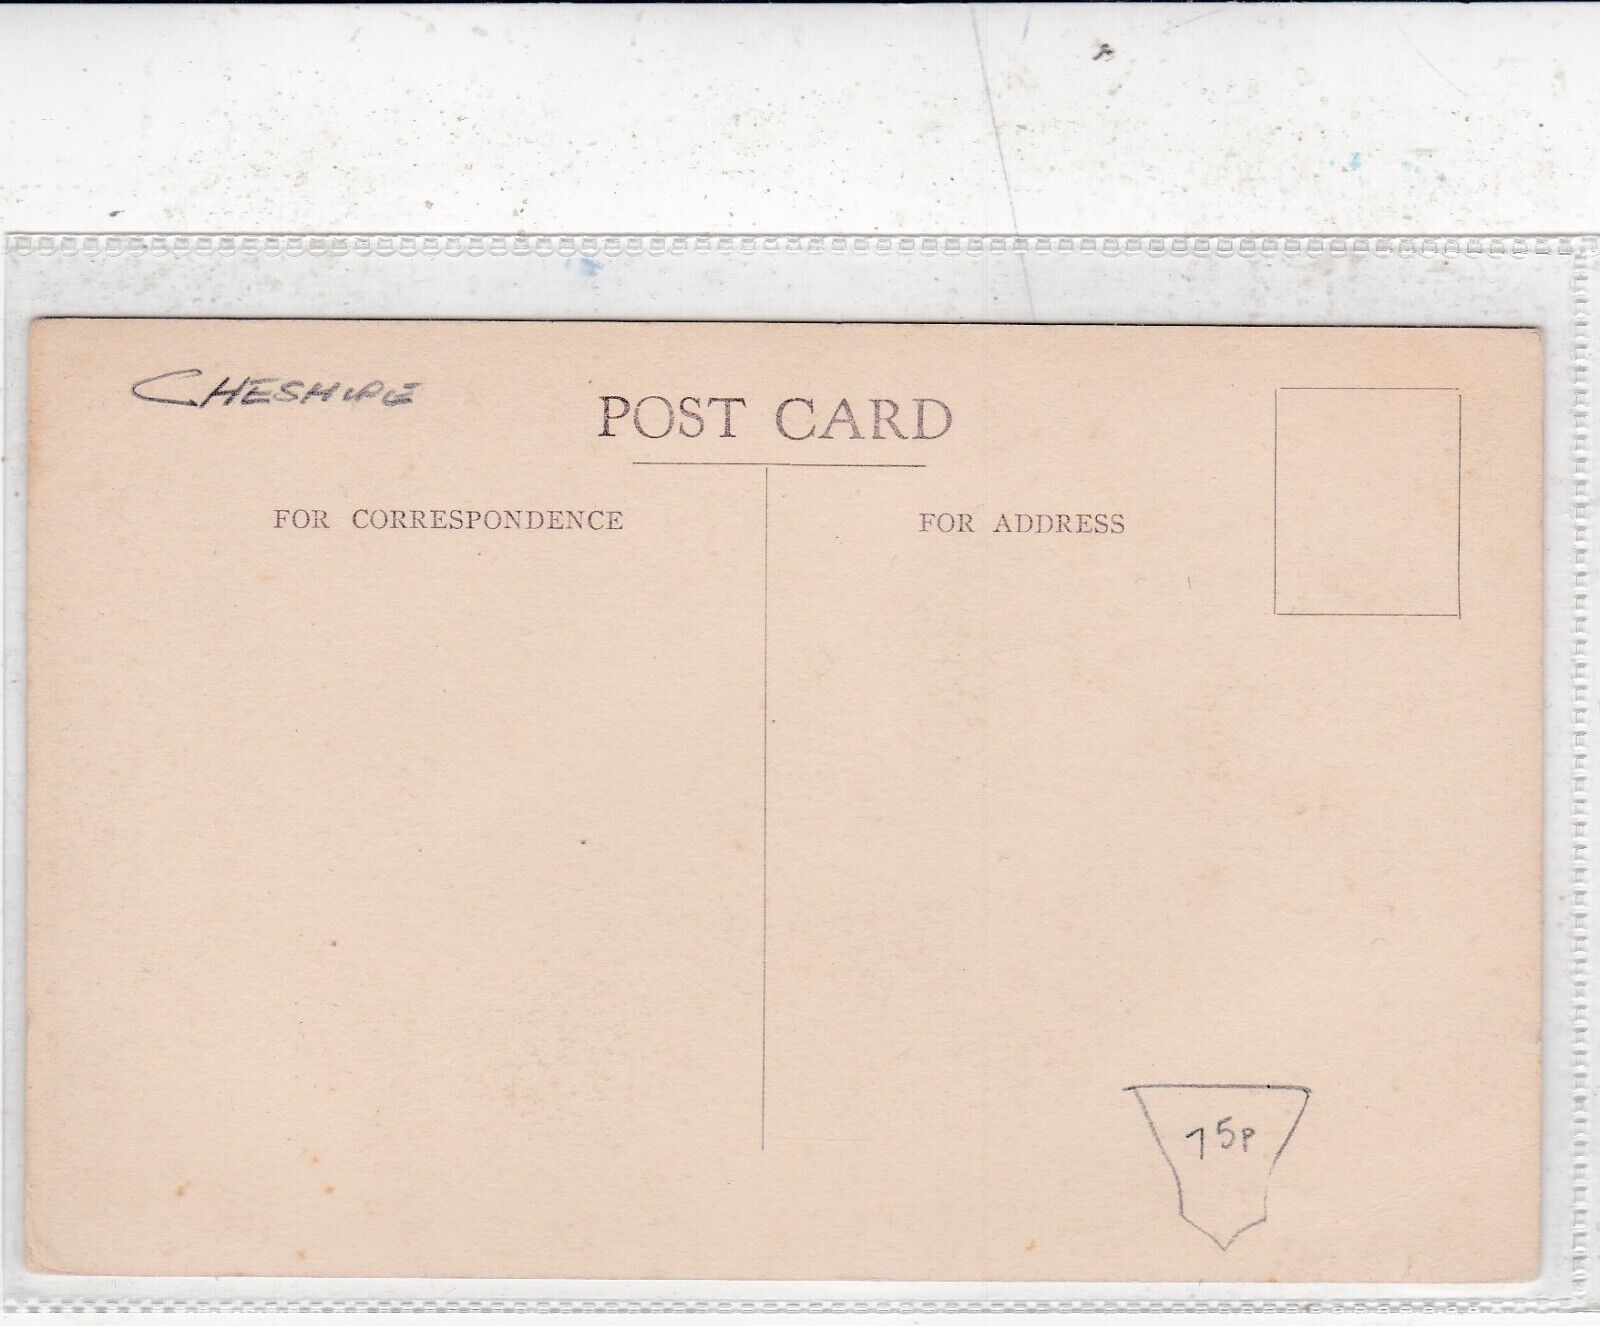 CHESHIRE
POST CARD
FOR CORRESPONDENCE
FOR ADDRESS
75p